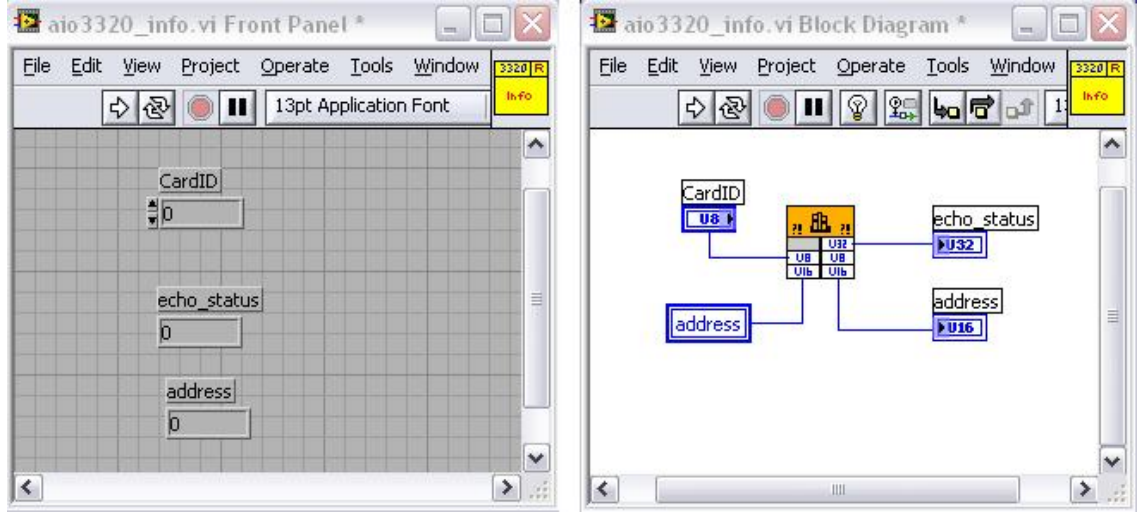 aio3320_info.vi Front Panel *
File Edit View Project Operate Tools Window
3320 R
Info
13pt Application Font
CardID
0
echo_status
0
address
0
aio3320_info.vi Block Diagram *
File Edit View Project Operate Tools Window
3320 R
Info
CardID
U8
?! ?!
U32
U8 U8
U16 U16
echo_status
U32
address
address
U16